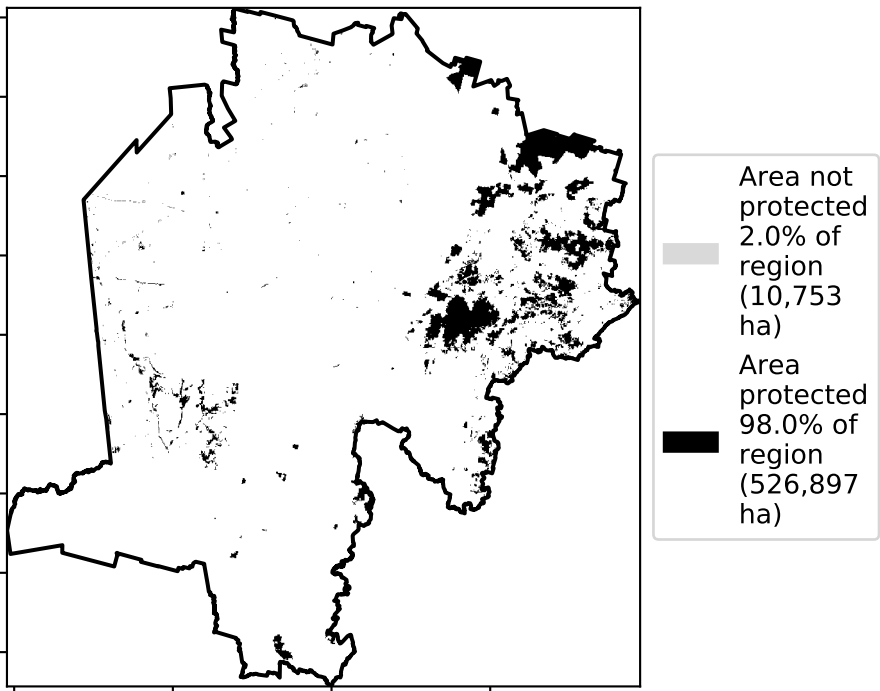 Area not
protected
2.0% of
region
(10,753
ha)
Area
protected
98.0% of
region
(526,897
ha)